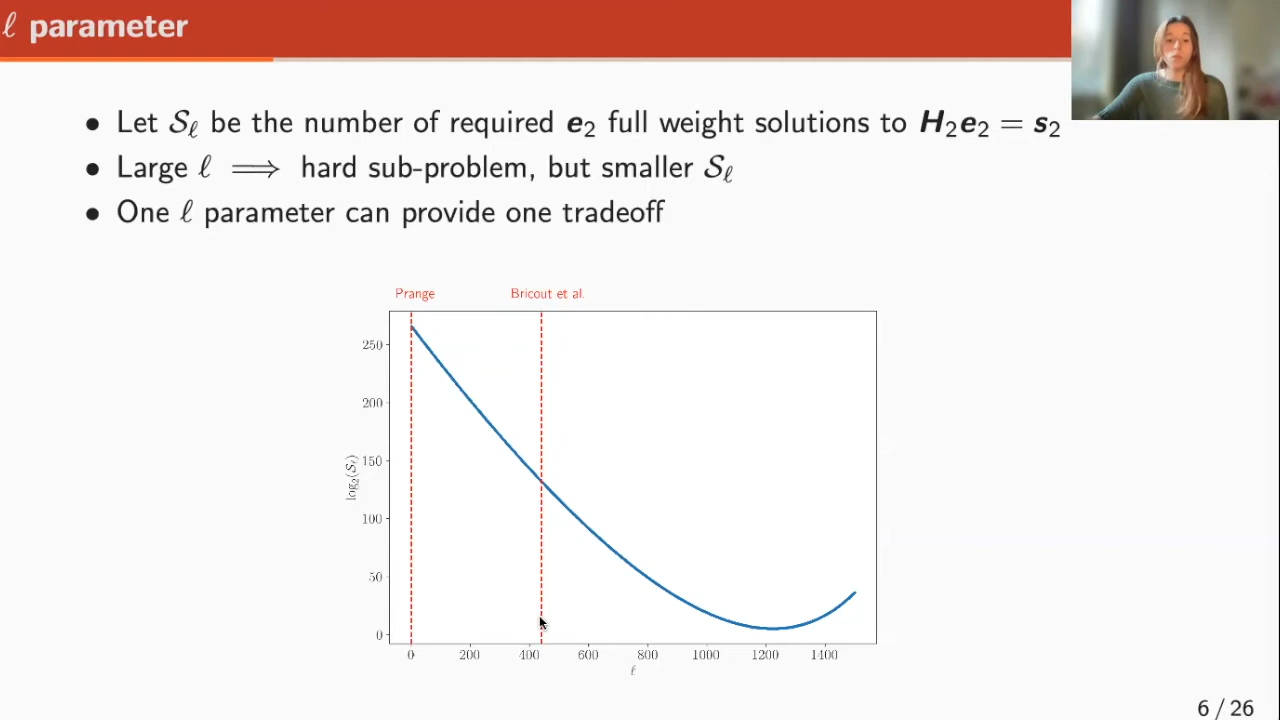 ℓ parameter
• Let 𝒮ℓ be the number of required e₂ full weight solutions to H₂e₂ = s₂
• Large ℓ ⟹ hard sub-problem, but smaller 𝒮ℓ
• One ℓ parameter can provide one tradeoff
Prange Bricout et al.
250
200
150
100
50
0
log₂(𝒮ℓ)
0 200 400 600 800 1000 1200 1400
ℓ
6 / 26